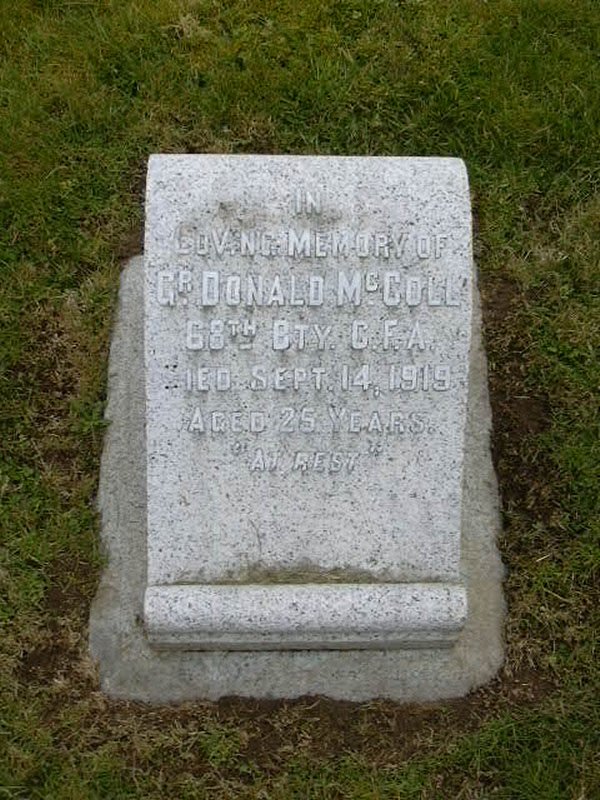 IN
LOVING MEMORY OF
GR DONALD MCCOLL
68TH BTY. C.F.A.
DIED SEPT. 14, 1919
AGED 25 YEARS.
"AT REST"